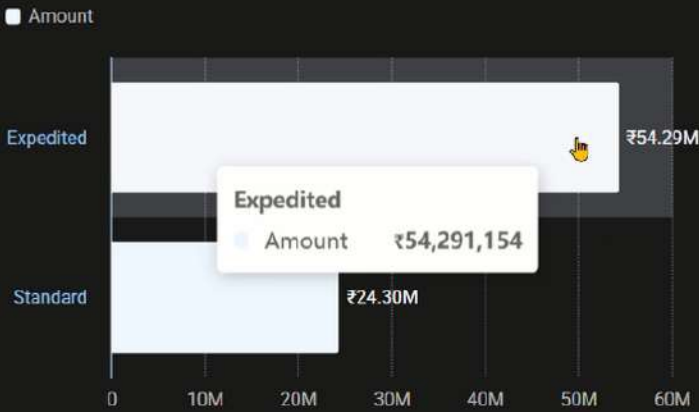 Amount
Expedited
₹54.29M
Expedited
Amount ₹54,291,154
Standard
₹24.30M
0 10M 20M 30M 40M 50M 60M